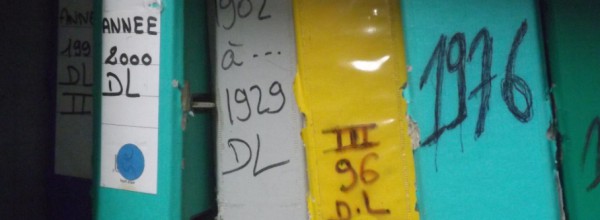 ANNEE
199
DL
II
ANNEE
2000
DL
1902
à...
1929
DL
III
96
D.L
1976